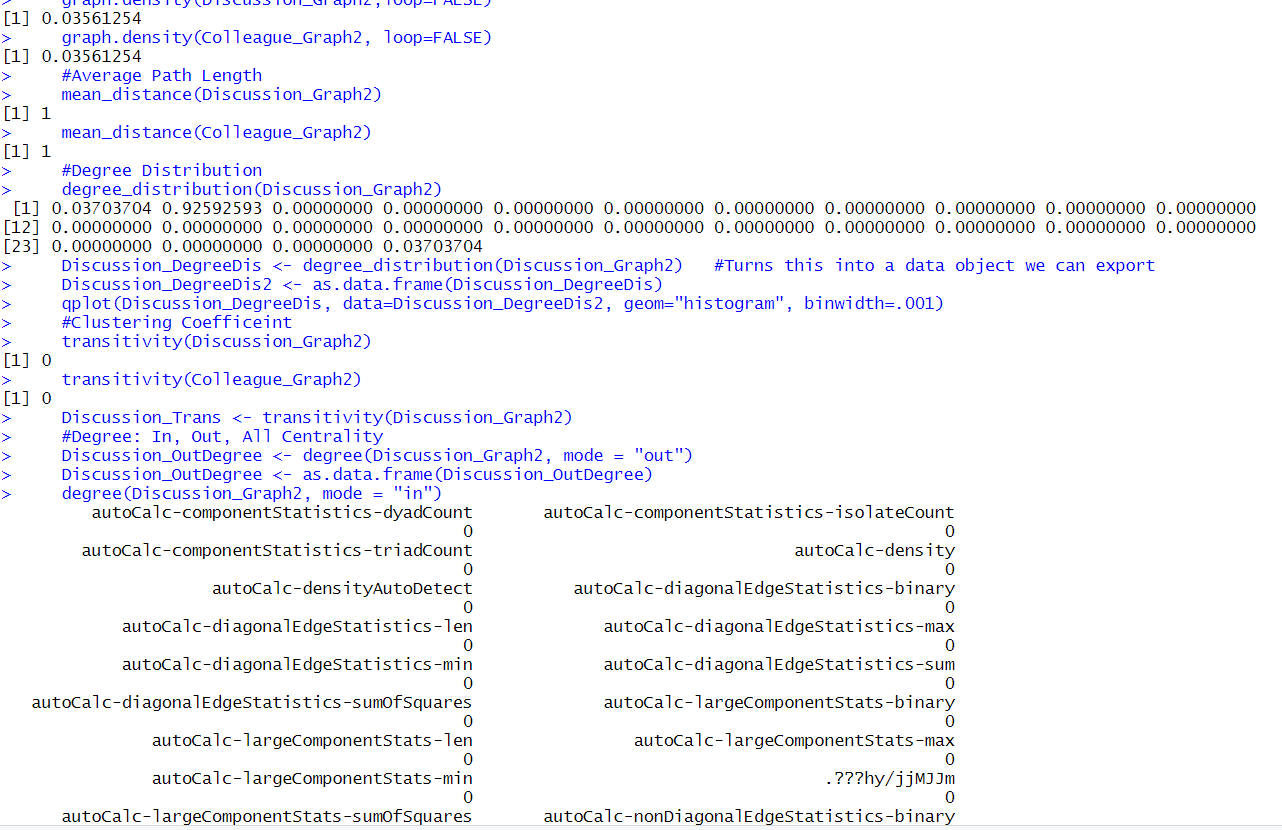 > graph.density(Discussion_Graph2,loop=FALSE)
[1] 0.03561254
> graph.density(Colleague_Graph2, loop=FALSE)
[1] 0.03561254
> #Average Path Length
> mean_distance(Discussion_Graph2)
[1] 1
> mean_distance(Colleague_Graph2)
[1] 1
> #Degree Distribution
> degree_distribution(Discussion_Graph2)
[1] 0.03703704 0.92592593 0.00000000 0.00000000 0.00000000 0.00000000 0.00000000 0.00000000 0.00000000 0.00000000 0.00000000
[12] 0.00000000 0.00000000 0.00000000 0.00000000 0.00000000 0.00000000 0.00000000 0.00000000 0.00000000 0.00000000 0.00000000
[23] 0.00000000 0.00000000 0.00000000 0.03703704
> Discussion_DegreeDis <- degree_distribution(Discussion_Graph2) #Turns this into a data object we can export
> Discussion_DegreeDis2 <- as.data.frame(Discussion_DegreeDis)
> qplot(Discussion_DegreeDis, data=Discussion_DegreeDis2, geom="histogram", binwidth=.001)
> #Clustering Coefficeint
> transitivity(Discussion_Graph2)
[1] 0
> transitivity(Colleague_Graph2)
[1] 0
> Discussion_Trans <- transitivity(Discussion_Graph2)
> #Degree: In, Out, All Centrality
> Discussion_OutDegree <- degree(Discussion_Graph2, mode = "out")
> Discussion_OutDegree <- as.data.frame(Discussion_OutDegree)
> degree(Discussion_Graph2, mode = "in")
autoCalc-componentStatistics-dyadCount autoCalc-componentStatistics-isolateCount
0 0
autoCalc-componentStatistics-triadCount autoCalc-density
0 0
autoCalc-densityAutoDetect autoCalc-diagonalEdgeStatistics-binary
0 0
autoCalc-diagonalEdgeStatistics-len autoCalc-diagonalEdgeStatistics-max
0 0
autoCalc-diagonalEdgeStatistics-min autoCalc-diagonalEdgeStatistics-sum
0 0
autoCalc-diagonalEdgeStatistics-sumOfSquares autoCalc-largeComponentStats-binary
0 0
autoCalc-largeComponentStats-len autoCalc-largeComponentStats-max
0 0
autoCalc-largeComponentStats-min .???hy/jjMJJm
0 0
autoCalc-largeComponentStats-sumOfSquares autoCalc-nonDiagonalEdgeStatistics-binary